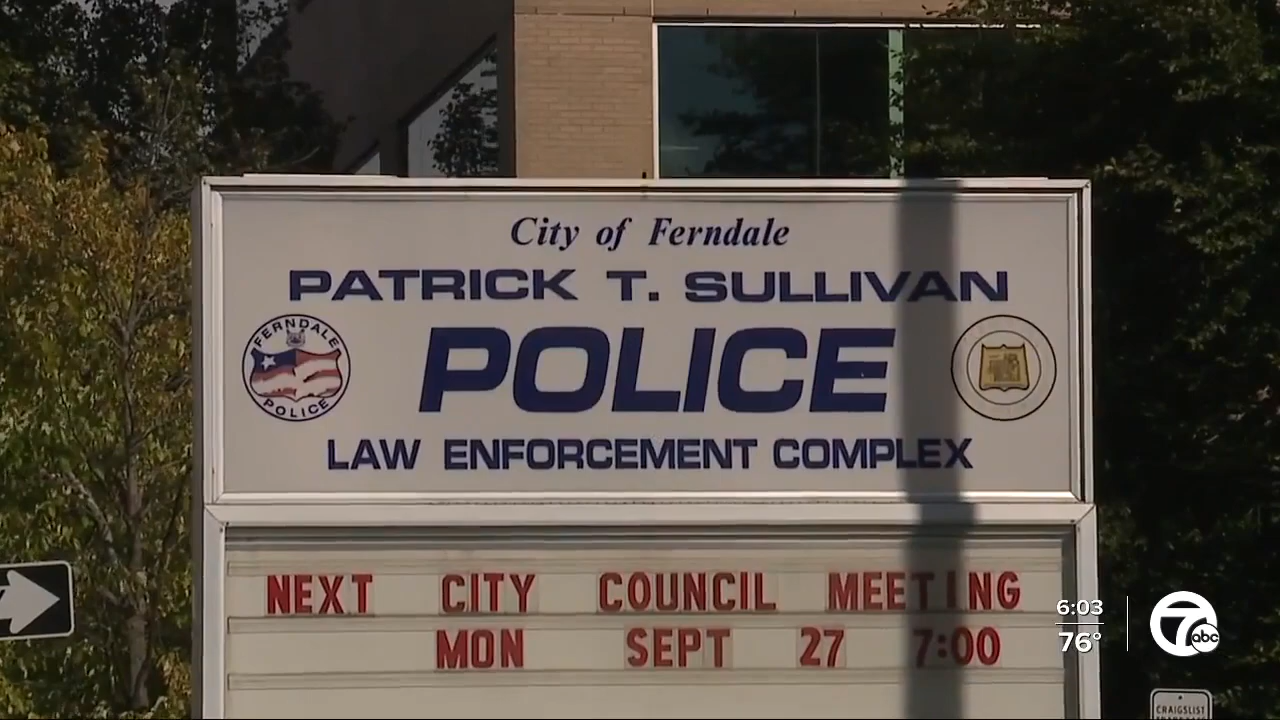 City of Ferndale
PATRICK T. SULLIVAN
FERNDALE
POLICE
POLICE
LAW ENFORCEMENT COMPLEX
NEXT CITY COUNCIL MEETING
MON SEPT 27 7:00
6:03
76°
7 abc
CRAIGSLIST